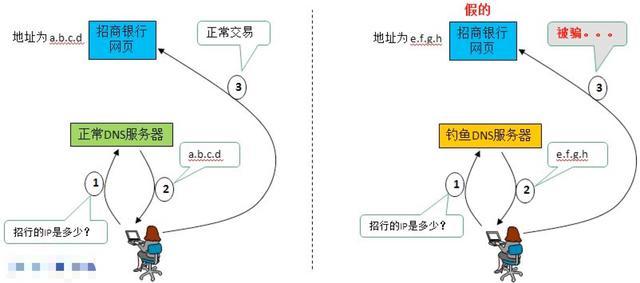 地址为 a.b.c.d
招商银行
网页
正常交易
3
正常DNS服务器
1
2
a.b.c.d
招行的IP是多少?
假的
地址为 e.f.g.h
招商银行
网页
被骗。。。
3
钓鱼DNS服务器
1
2
e.f.g.h
招行的IP是多少?